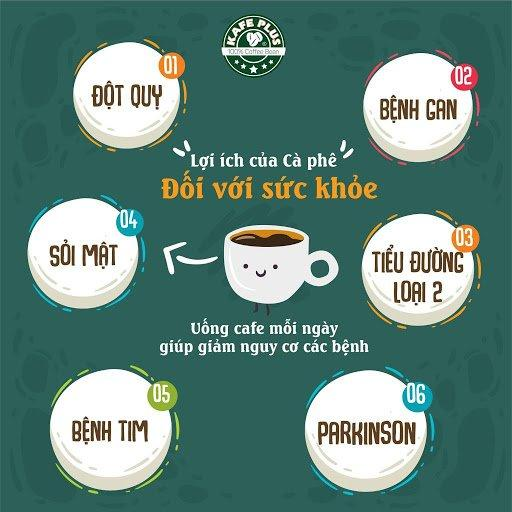 KAFE PLUS
100% Coffee Bean
01
ĐỘT QUỴ
02
BỆNH GAN
Lợi ích của Cà phê
Đối với sức khỏe
04
SỎI MẬT
03
TIỂU ĐƯỜNG
LOẠI 2
Uống cafe mỗi ngày
giúp giảm nguy cơ các bệnh
05
BỆNH TIM
06
PARKINSON